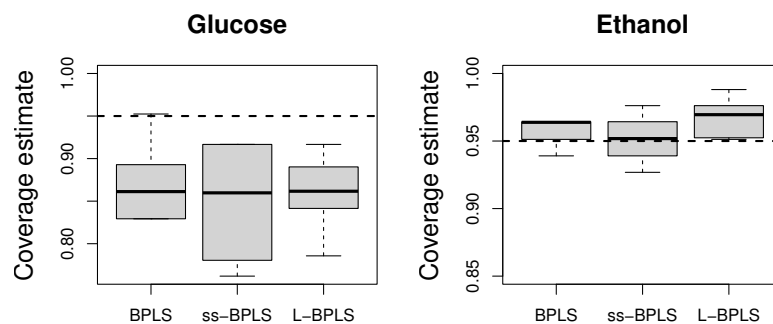 Glucose
Coverage estimate
1.00
0.90
0.80
BPLS ss−BPLS L−BPLS
Ethanol
Coverage estimate
1.00
0.95
0.90
0.85
BPLS ss−BPLS L−BPLS